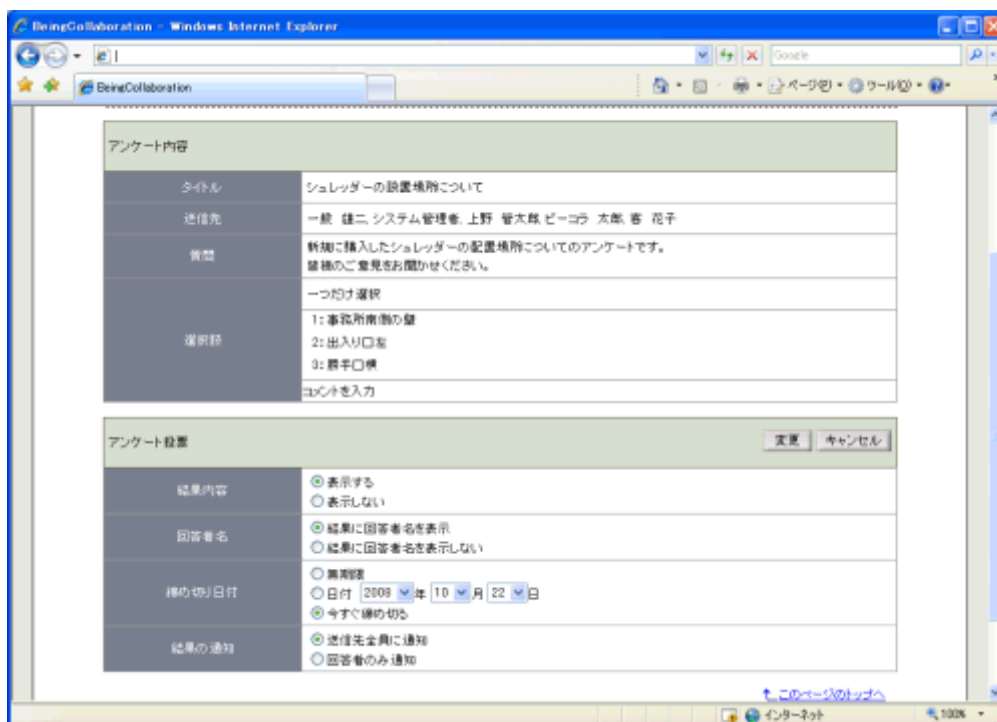 BeingCollaboration - Windows Internet Explorer
Google
BeingCollaboration
ページ(P) ツール(O)
アンケート内容
タイトル シュレッダーの設置場所について
送信先 一般 雄二, システム管理者, 上野 管太郎, ビーコラ 太郎, 客 花子
質問 新規に購入したシュレッダーの配置場所についてのアンケートです。
皆様のご意見をお聞かせください。
選択肢 一つだけ選択
1: 事務所南側の壁
2: 出入り口左
3: 勝手口横
コメントを入力
アンケート投票 変更 キャンセル
結果内容 表示する
表示しない
回答者名 結果に回答者名を表示
結果に回答者名を表示しない
締め切り日付 無期限
日付 2008 年 10 月 22 日
今すぐ締め切る
結果の通知 送信先全員に通知
回答者のみ通知
↑ このページのトップへ
インターネット 100%